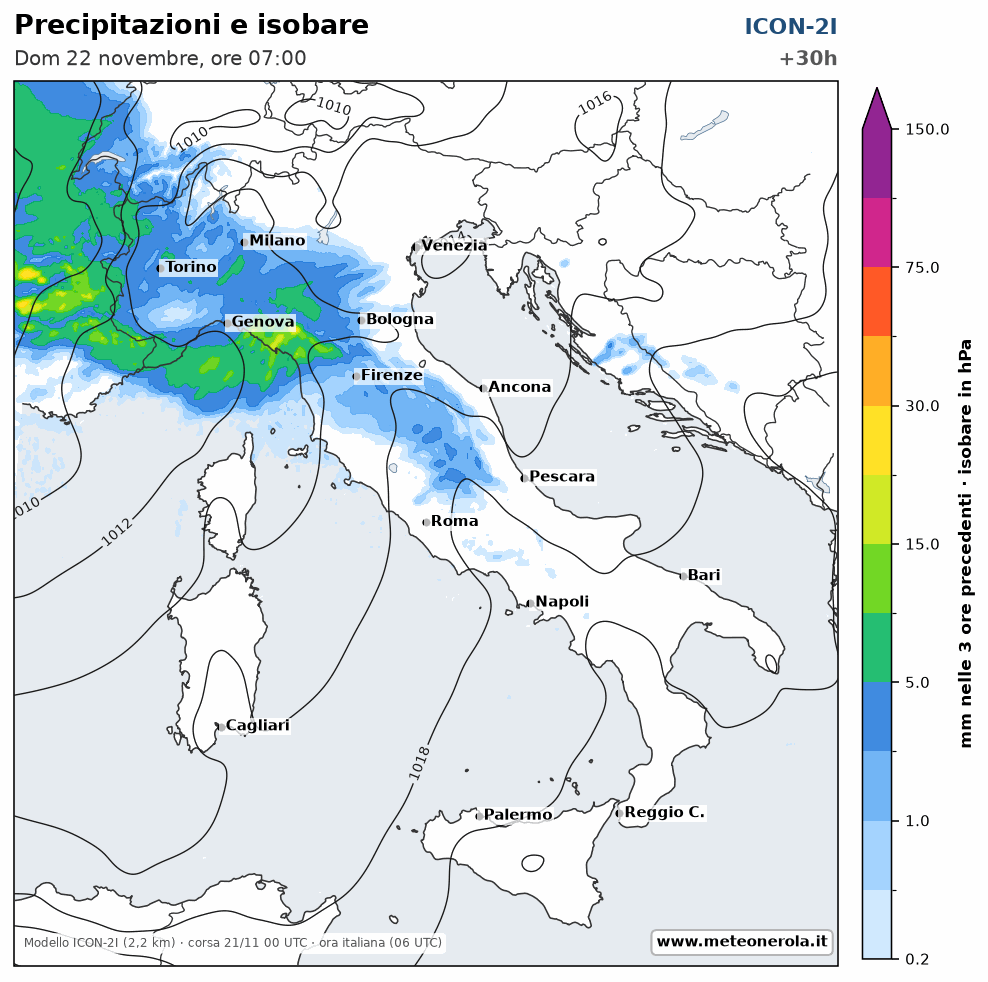 Precipitazioni e isobare
ICON-2I
Dom 22 novembre, ore 07:00
+30h
1010
1016
1010
150.0
Milano
Venezia
Torino
75.0
Genova
Bologna
Firenze
Ancona
30.0
Pescara
1010
1012
Roma
15.0
Bari
Napoli
5.0
Cagliari
1018
Palermo
Reggio C.
1.0
mm nelle 3 ore precedenti · isobare in hPa
Modello ICON-2I (2,2 km) · corsa 21/11 00 UTC · ora italiana (06 UTC)
www.meteonerola.it
0.2